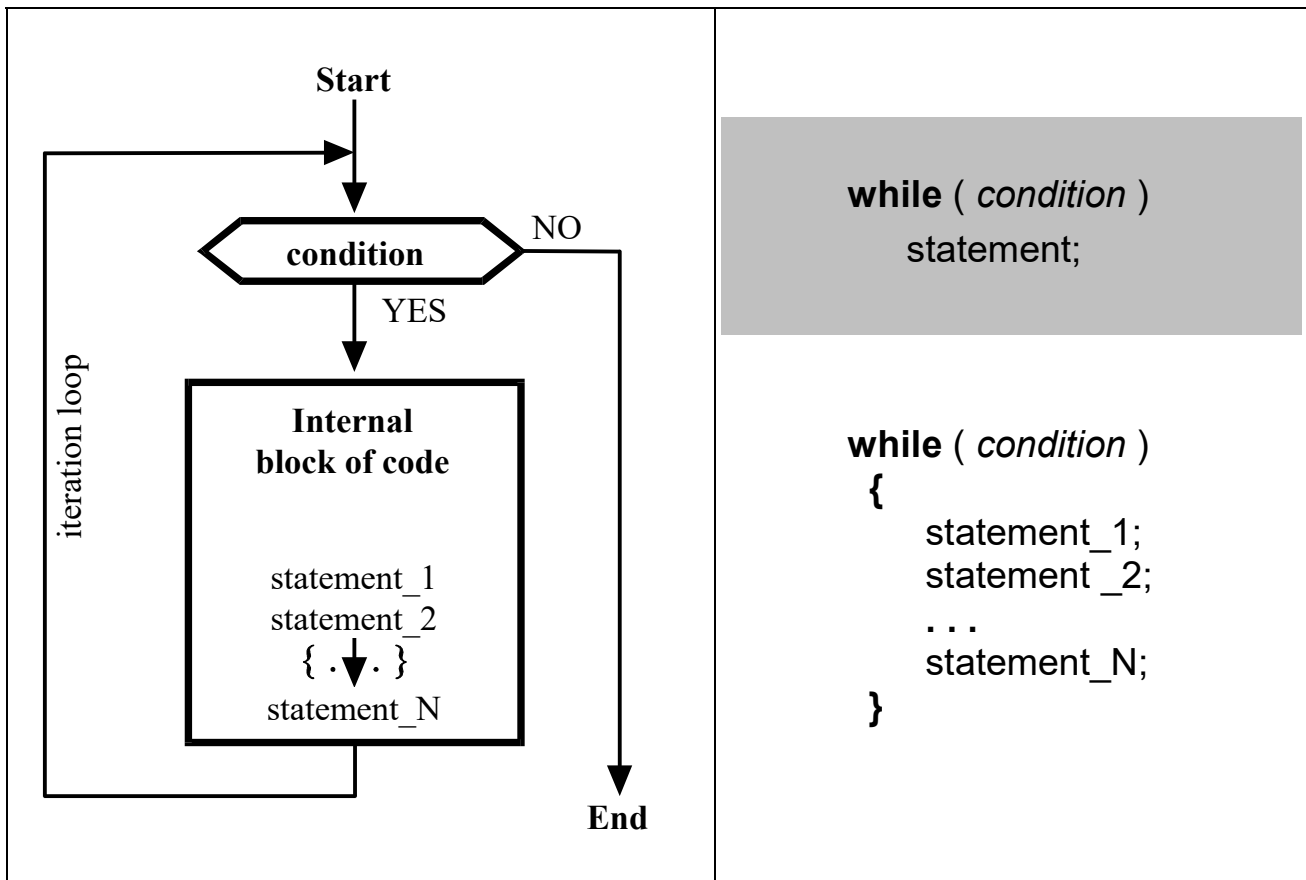 Start
condition
NO
YES
iteration loop
Internal
block of code
statement_1
statement_2
{ . . }
statement_N
End
while ( condition )
statement;
while ( condition )
{
statement_1;
statement _2;
. . .
statement_N;
}